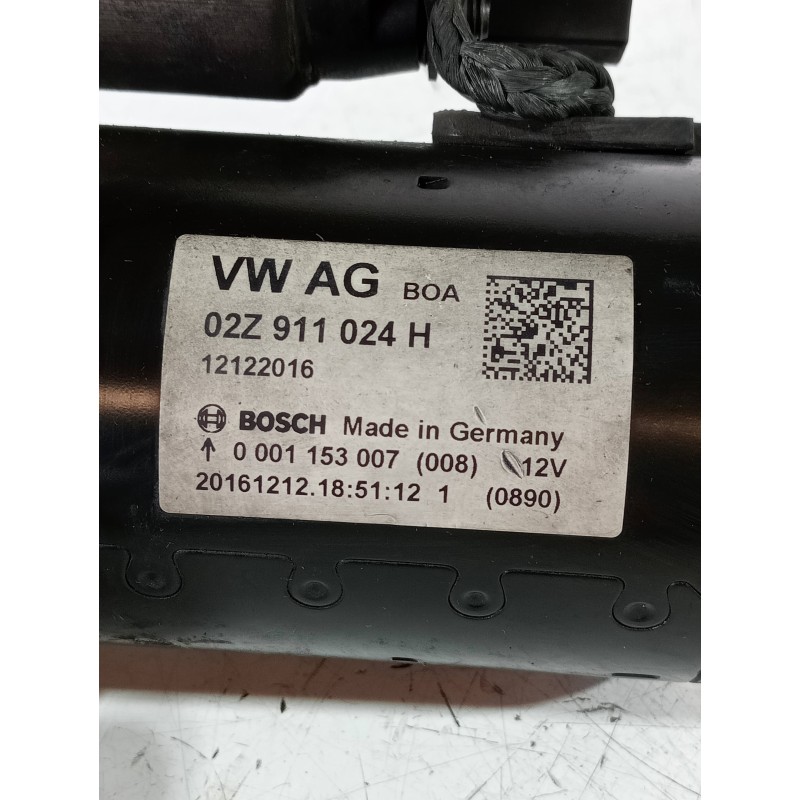 VW AG BOA
02Z 911 024 H
12122016
BOSCH Made in Germany
↑ 0 001 153 007 (008) 12V
20161212.18:51:12 1 (0890)